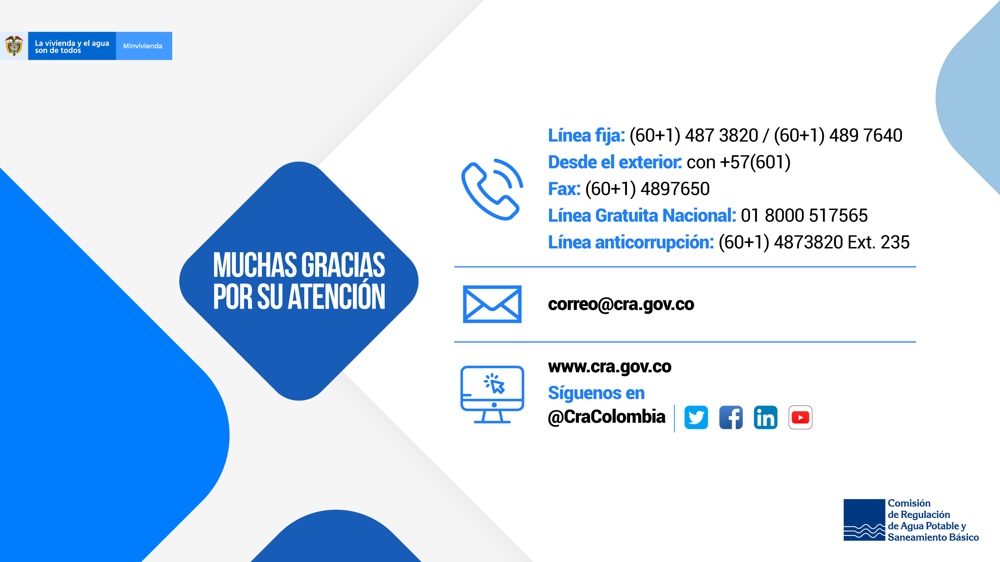 La vivienda y el agua
son de todos
Minvivienda
MUCHAS GRACIAS
POR SU ATENCIÓN
Línea fija: (60+1) 487 3820 / (60+1) 489 7640
Desde el exterior: con +57(601)
Fax: (60+1) 4897650
Línea Gratuita Nacional: 01 8000 517565
Línea anticorrupción: (60+1) 4873820 Ext. 235
correo@cra.gov.co
www.cra.gov.co
Síguenos en
@CraColombia
Comisión
de Regulación
de Agua Potable y
Saneamiento Básico